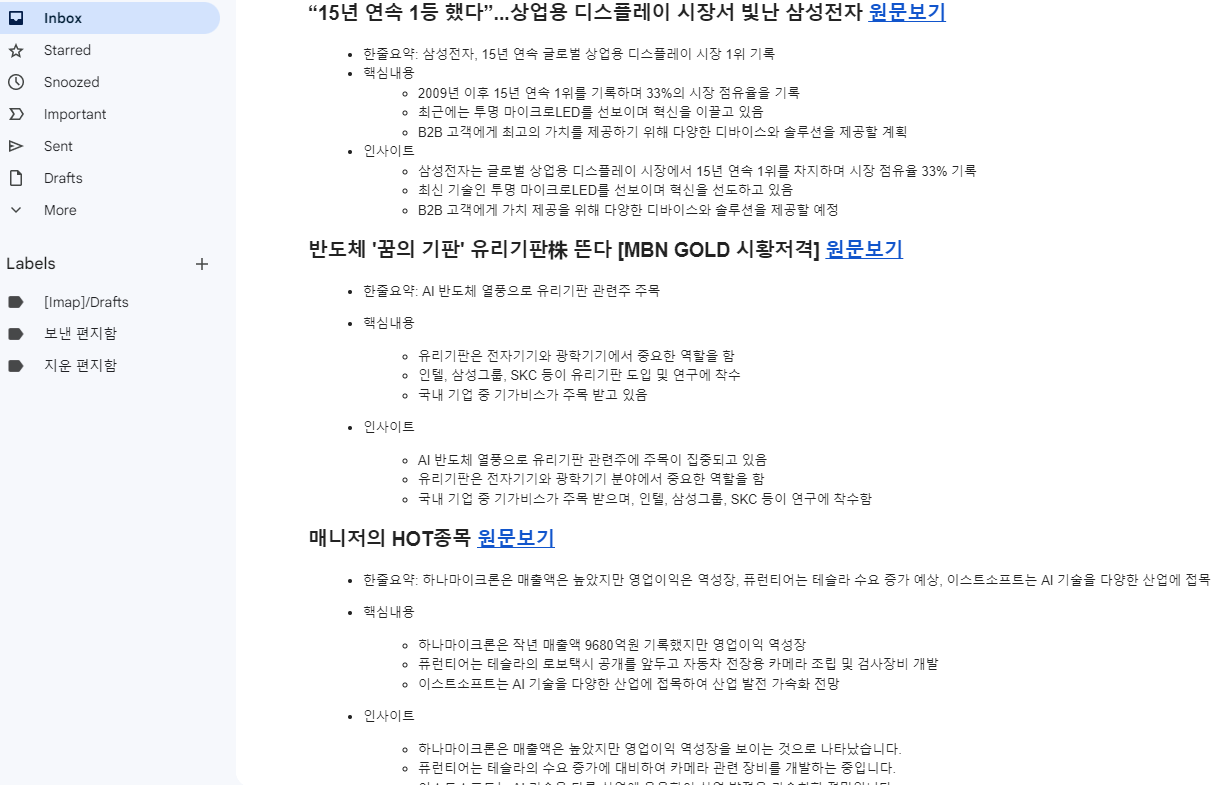 Inbox
Starred
Snoozed
Important
Sent
Drafts
More
Labels
[Imap]/Drafts
보낸 편지함
지운 편지함
“15년 연속 1등 했다”...상업용 디스플레이 시장서 빛난 삼성전자 원문보기
한줄요약: 삼성전자, 15년 연속 글로벌 상업용 디스플레이 시장 1위 기록
핵심내용
2009년 이후 15년 연속 1위를 기록하며 33%의 시장 점유율을 기록
최근에는 투명 마이크로LED를 선보이며 혁신을 이끌고 있음
B2B 고객에게 최고의 가치를 제공하기 위해 다양한 디바이스와 솔루션을 제공할 계획
인사이트
삼성전자는 글로벌 상업용 디스플레이 시장에서 15년 연속 1위를 차지하며 시장 점유율 33% 기록
최신 기술인 투명 마이크로LED를 선보이며 혁신을 선도하고 있음
B2B 고객에게 가치 제공을 위해 다양한 디바이스와 솔루션을 제공할 예정
반도체 '꿈의 기판' 유리기판株 뜬다 [MBN GOLD 시황저격] 원문보기
한줄요약: AI 반도체 열풍으로 유리기판 관련주 주목
핵심내용
유리기판은 전자기기와 광학기기에서 중요한 역할을 함
인텔, 삼성그룹, SKC 등이 유리기판 도입 및 연구에 착수
국내 기업 중 기가비스가 주목 받고 있음
인사이트
AI 반도체 열풍으로 유리기판 관련주에 주목이 집중되고 있음
유리기판은 전자기기와 광학기기 분야에서 중요한 역할을 함
국내 기업 중 기가비스가 주목 받으며, 인텔, 삼성그룹, SKC 등이 연구에 착수함
매니저의 HOT종목 원문보기
한줄요약: 하나마이크론은 매출액은 높았지만 영업이익은 역성장, 퓨런티어는 테슬라 수요 증가 예상, 이스트소프트는 AI 기술을 다양한 산업에 접목
핵심내용
하나마이크론은 작년 매출액 9680억원 기록했지만 영업이익 역성장
퓨런티어는 테슬라의 로보택시 공개를 앞두고 자동차 전장용 카메라 조립 및 검사장비 개발
이스트소프트는 AI 기술을 다양한 산업에 접목하여 산업 발전 가속화 전망
인사이트
하나마이크론은 매출액은 높았지만 영업이익 역성장을 보이는 것으로 나타났습니다.
퓨런티어는 테슬라의 수요 증가에 대비하여 카메라 관련 장비를 개발하는 중입니다.